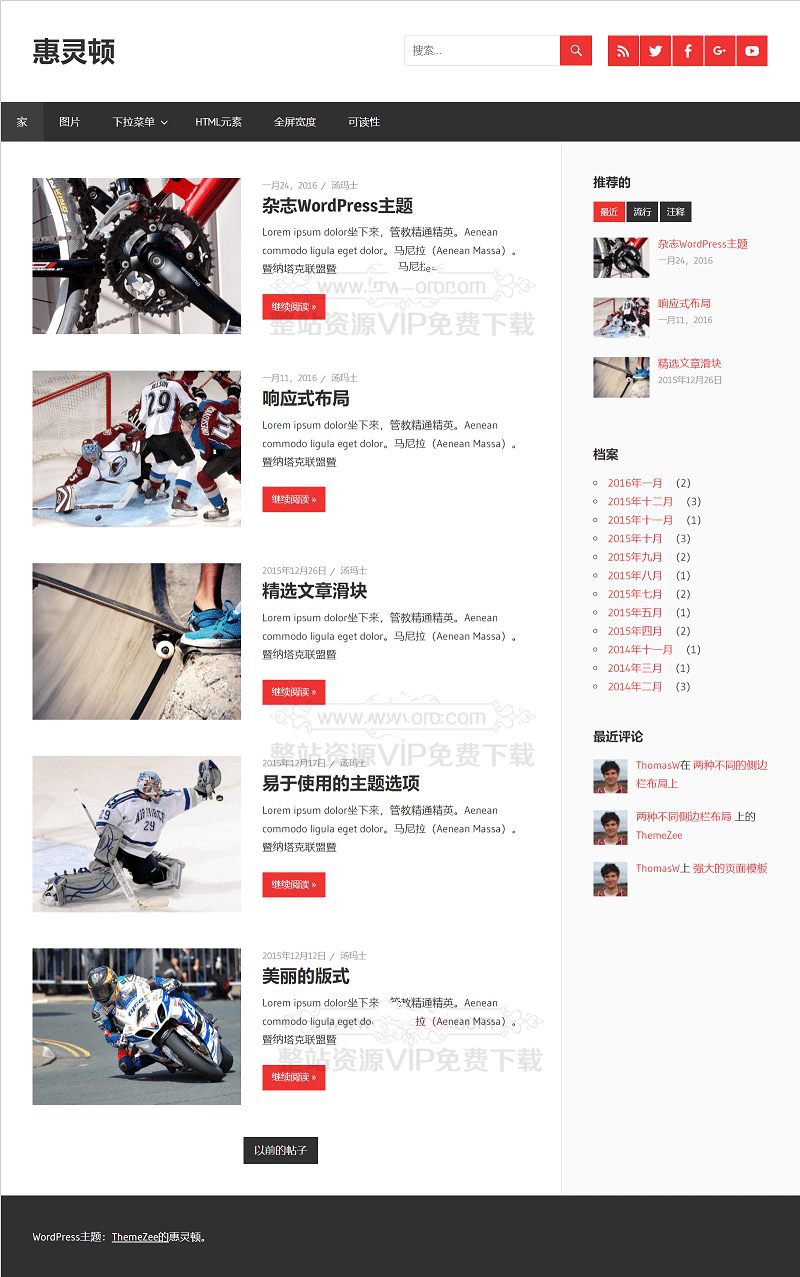 惠灵顿
搜索...
家
图片
下拉菜单
HTML元素
全屏宽度
可读性
一月24，2016 / 汤玛士
杂志WordPress主题
Lorem ipsum dolor坐下来，管教精通精英。Aenean
commodo ligula eget dolor。马尼拉（Aenean Massa）。
暨纳塔克联盟暨
继续阅读 »
一月11，2016 / 汤玛士
响应式布局
Lorem ipsum dolor坐下来，管教精通精英。Aenean
commodo ligula eget dolor。马尼拉（Aenean Massa）。
暨纳塔克联盟暨
继续阅读 »
2015年12月26日 / 汤玛士
精选文章滑块
Lorem ipsum dolor坐下来，管教精通精英。Aenean
commodo ligula eget dolor。马尼拉（Aenean Massa）。
暨纳塔克联盟暨
继续阅读 »
整站资源VIP免费下载
2015年12月17日 / 汤玛士
易于使用的主题选项
Lorem ipsum dolor坐下来，管教精通精英。Aenean
commodo ligula eget dolor。马尼拉（Aenean Massa）。
暨纳塔克联盟暨
继续阅读 »
2015年12月12日 / 汤玛士
美丽的版式
Lorem ipsum dolor坐下来 管教精通精英。Aenean
commodo ligula eget do 拉（Aenean Massa）。
暨纳塔克联盟暨
整站资源VIP免费下载
继续阅读 »
以前的帖子
推荐的
最近 流行 注释
杂志WordPress主题
一月24，2016
响应式布局
一月11，2016
精选文章滑块
2015年12月26日
档案
2016年一月 (2)
2015年十二月 (3)
2015年十一月 (1)
2015年十月 (3)
2015年九月 (2)
2015年八月 (1)
2015年七月 (2)
2015年五月 (1)
2015年四月 (2)
2014年十一月 (1)
2014年三月 (1)
2014年二月 (3)
最近评论
ThomasW在 两种不同的侧边
栏布局上
两种不同侧边栏布局 上的
ThemeZee
ThomasW上 强大的页面模板
WordPress主题：ThemeZee的惠灵顿。